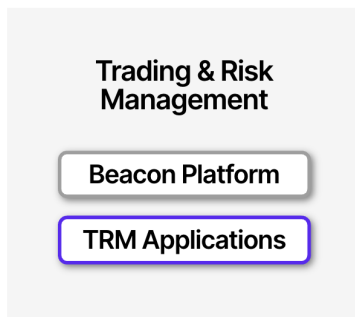 Trading & Risk
Management
Beacon Platform
TRM Applications